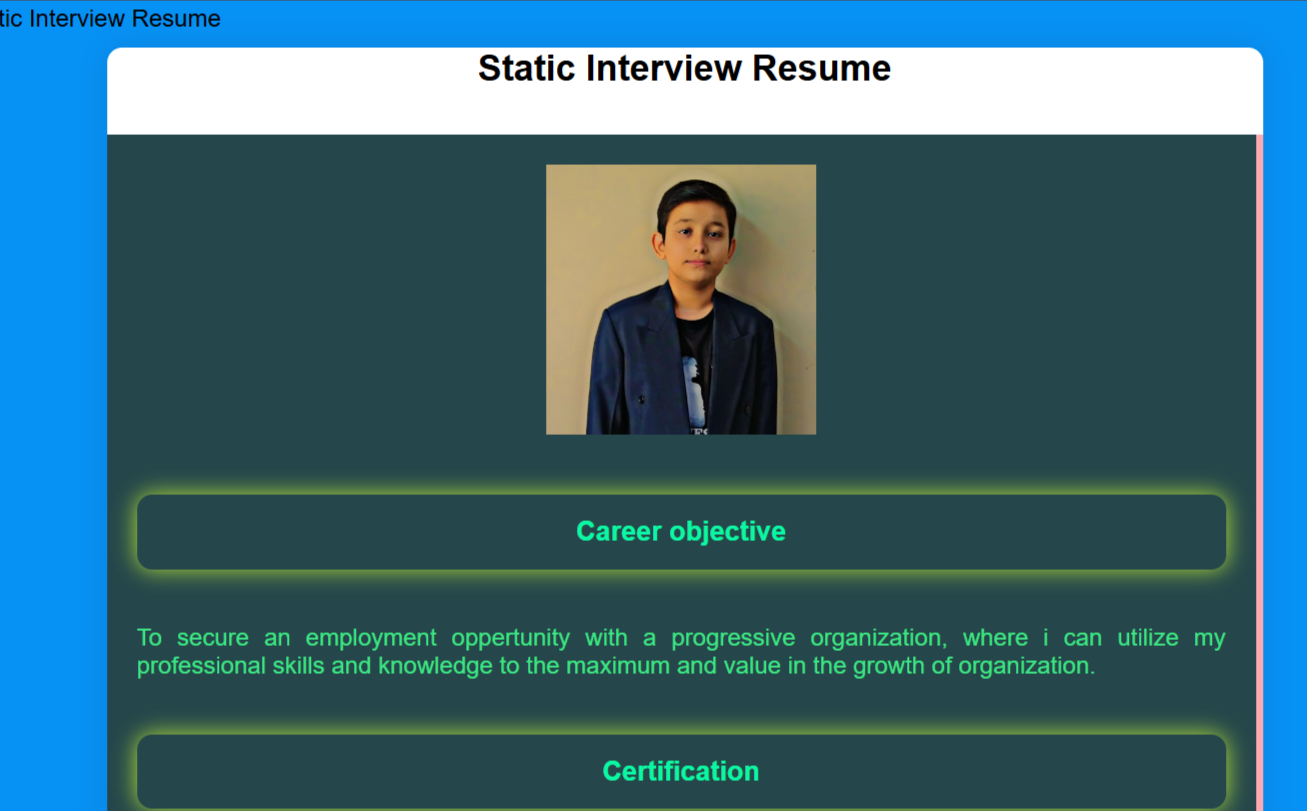 tic Interview Resume
Static Interview Resume
Career objective
To secure an employment oppertunity with a progressive organization, where i can utilize my
professional skills and knowledge to the maximum and value in the growth of organization.
Certification